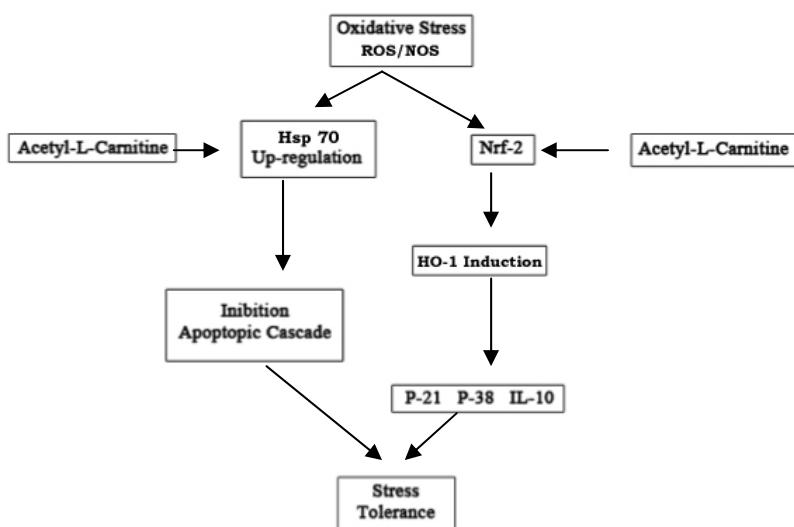 Oxidative Stress
ROS/NOS
Acetyl-L-Carnitine
Hsp 70
Up-regulation
Nrf-2
Acetyl-L-Carnitine
HO-1 Induction
Inibition
Apoptopic Cascade
P-21 P-38 IL-10
Stress
Tolerance